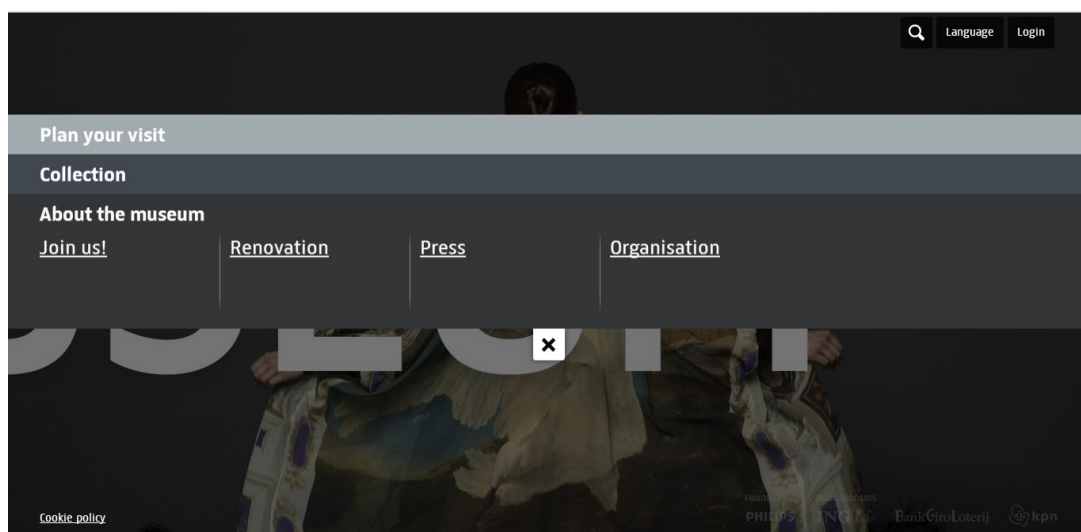 Language Login
Plan your visit
Collection
About the museum
Join us! Renovation Press Organisation
Cookie policy
PHILIPS ING BankGiroLoterij kpn